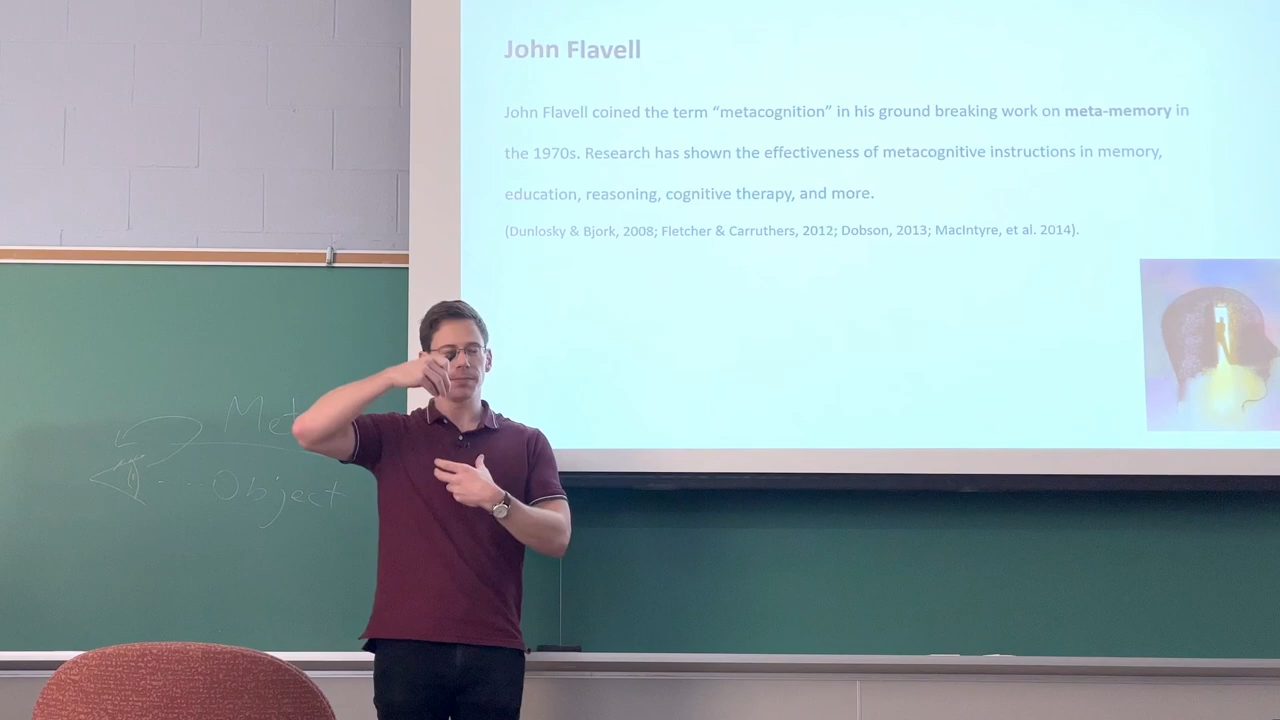 John Flavell
John Flavell coined the term “metacognition” in his ground breaking work on meta-memory in
the 1970s. Research has shown the effectiveness of metacognitive instructions in memory,
education, reasoning, cognitive therapy, and more.
(Dunlosky & Bjork, 2008; Fletcher & Carruthers, 2012; Dobson, 2013; MacIntyre, et al. 2014).
Met
Object